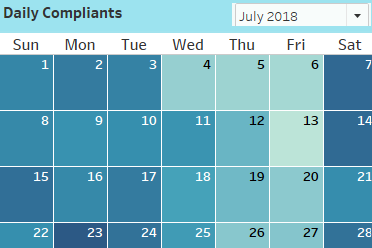 Daily Compliants
July 2018
Sun Mon Tue Wed Thu Fri Sat
1 2 3 4 5 6 7
8 9 10 11 12 13 14
15 16 17 18 19 20 21
22 23 24 25 26 27 28